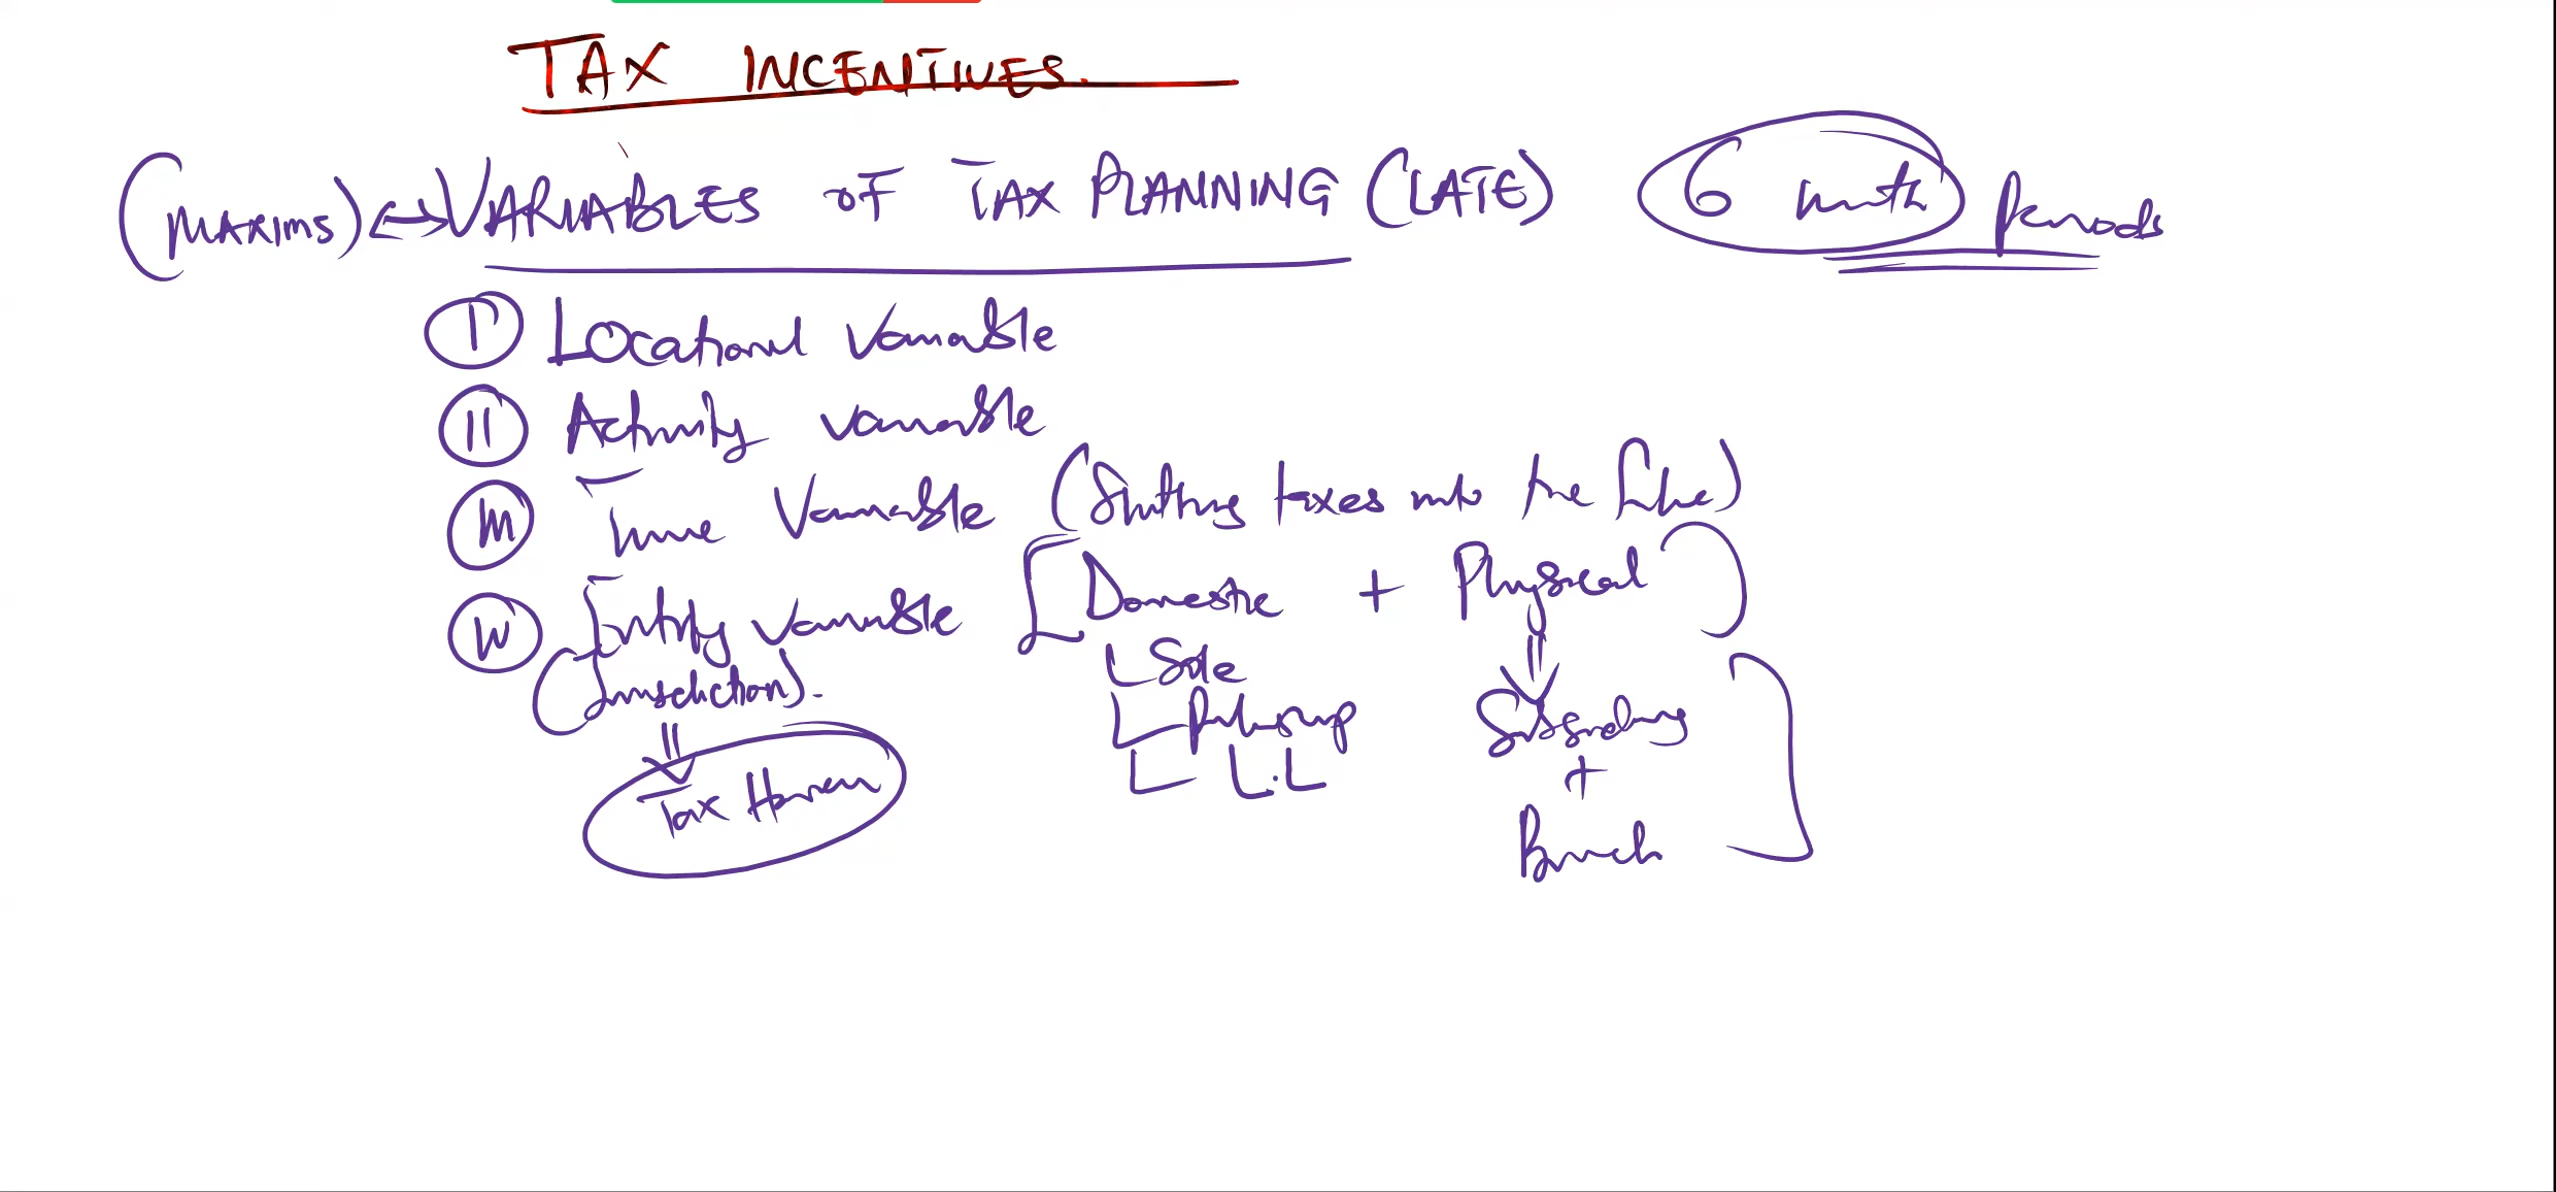 TAX INCENTIVES.
(MAXIMS) ↔ VARIABLES OF TAX PLANNING (LATE) 6 month periods
I Locational Variable
II Activity variable
III Time Variable (Shifting taxes into the future)
IV Entity variable [Domestic + Physical]
(Jurisdiction).
Sole
Partnership
L.L
Subsidiary
+
Branch
Tax Haven